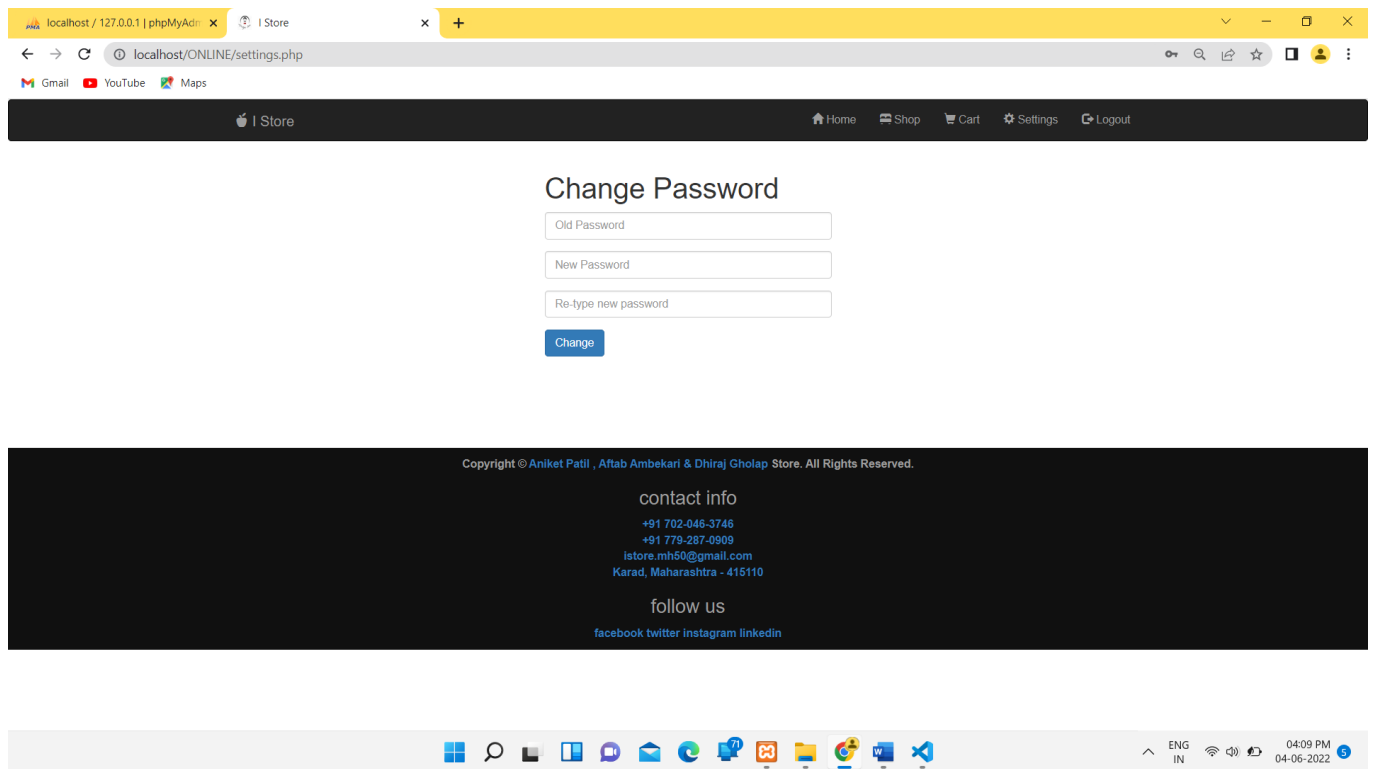 localhost / 127.0.0.1 | phpMyAdm
I Store
localhost/ONLINE/settings.php
Gmail YouTube Maps
I Store Home Shop Cart Settings Logout
Change Password
Old Password
New Password
Re-type new password
Change
Copyright © Aniket Patil , Aftab Ambekari & Dhiraj Gholap Store. All Rights Reserved.
contact info
+91 702-046-3746
+91 779-287-0909
istore.mh50@gmail.com
Karad, Maharashtra - 415110
follow us
facebook twitter instagram linkedin
71
ENG
IN
04:09 PM
04-06-2022
5